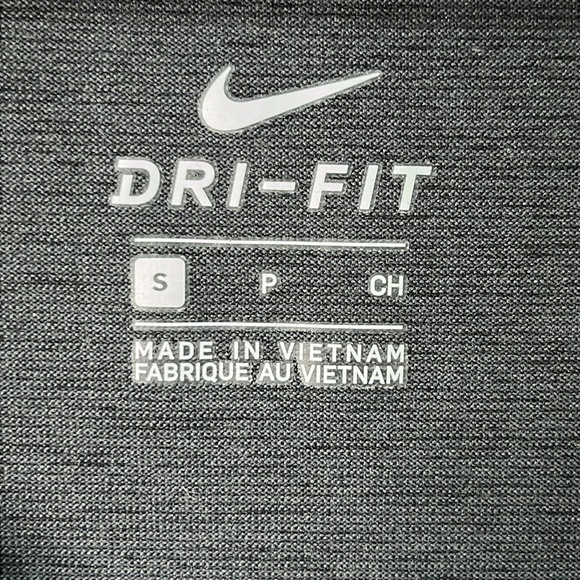 DRI-FIT
S P CH
MADE IN VIETNAM
FABRIQUE AU VIETNAM